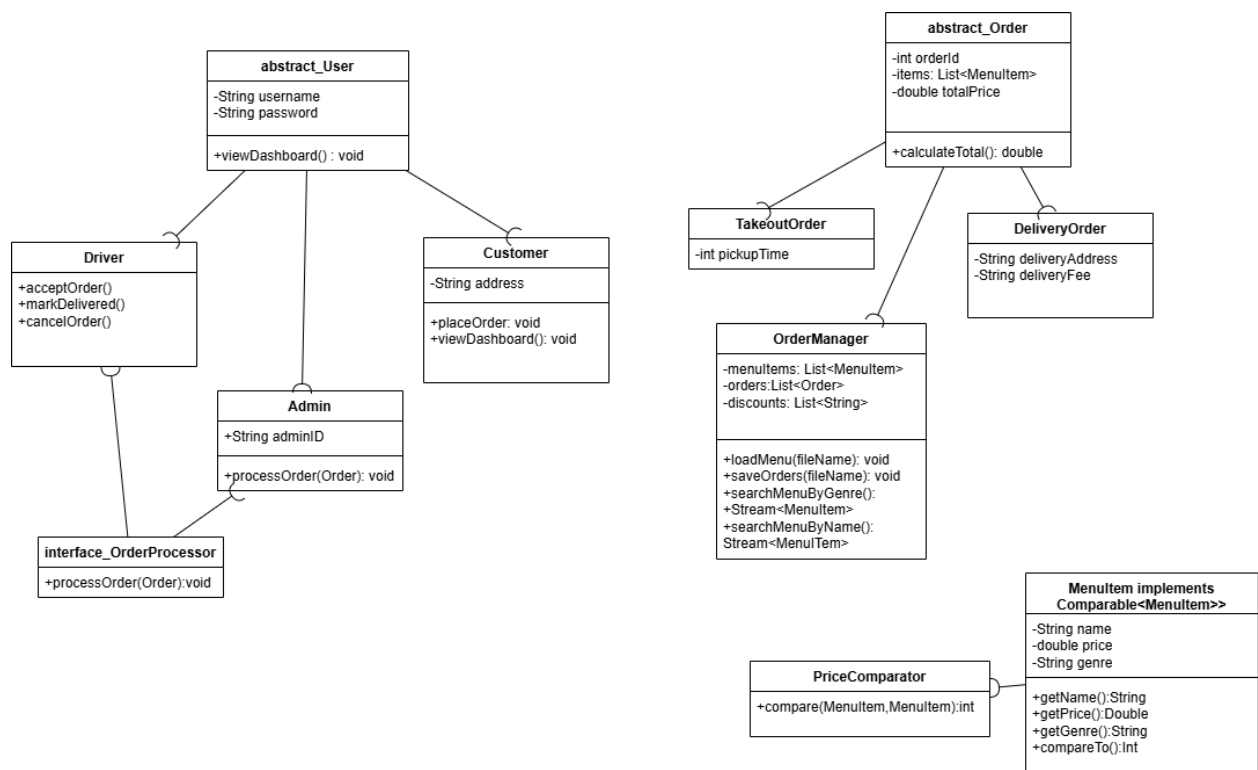 abstract_User
-String username
-String password
+viewDashboard() : void
Driver
+acceptOrder()
+markDelivered()
+cancelOrder()
Customer
-String address
+placeOrder: void
+viewDashboard(): void
Admin
+String adminID
+processOrder(Order): void
interface_OrderProcessor
+processOrder(Order):void
abstract_Order
-int orderId
-items: List<MenuItem>
-double totalPrice
+calculateTotal(): double
TakeoutOrder
-int pickupTime
DeliveryOrder
-String deliveryAddress
-String deliveryFee
OrderManager
-menuItems: List<MenuItem>
-orders:List<Order>
-discounts: List<String>
+loadMenu(fileName): void
+saveOrders(fileName): void
+searchMenuByGenre():
+Stream<MenuItem>
+searchMenuByName():
Stream<MenuITem>
MenuItem implements
Comparable<MenuItem>>
-String name
-double price
-String genre
+getName():String
+getPrice():Double
+getGenre():String
+compareTo():Int
PriceComparator
+compare(MenuItem,MenuItem):int